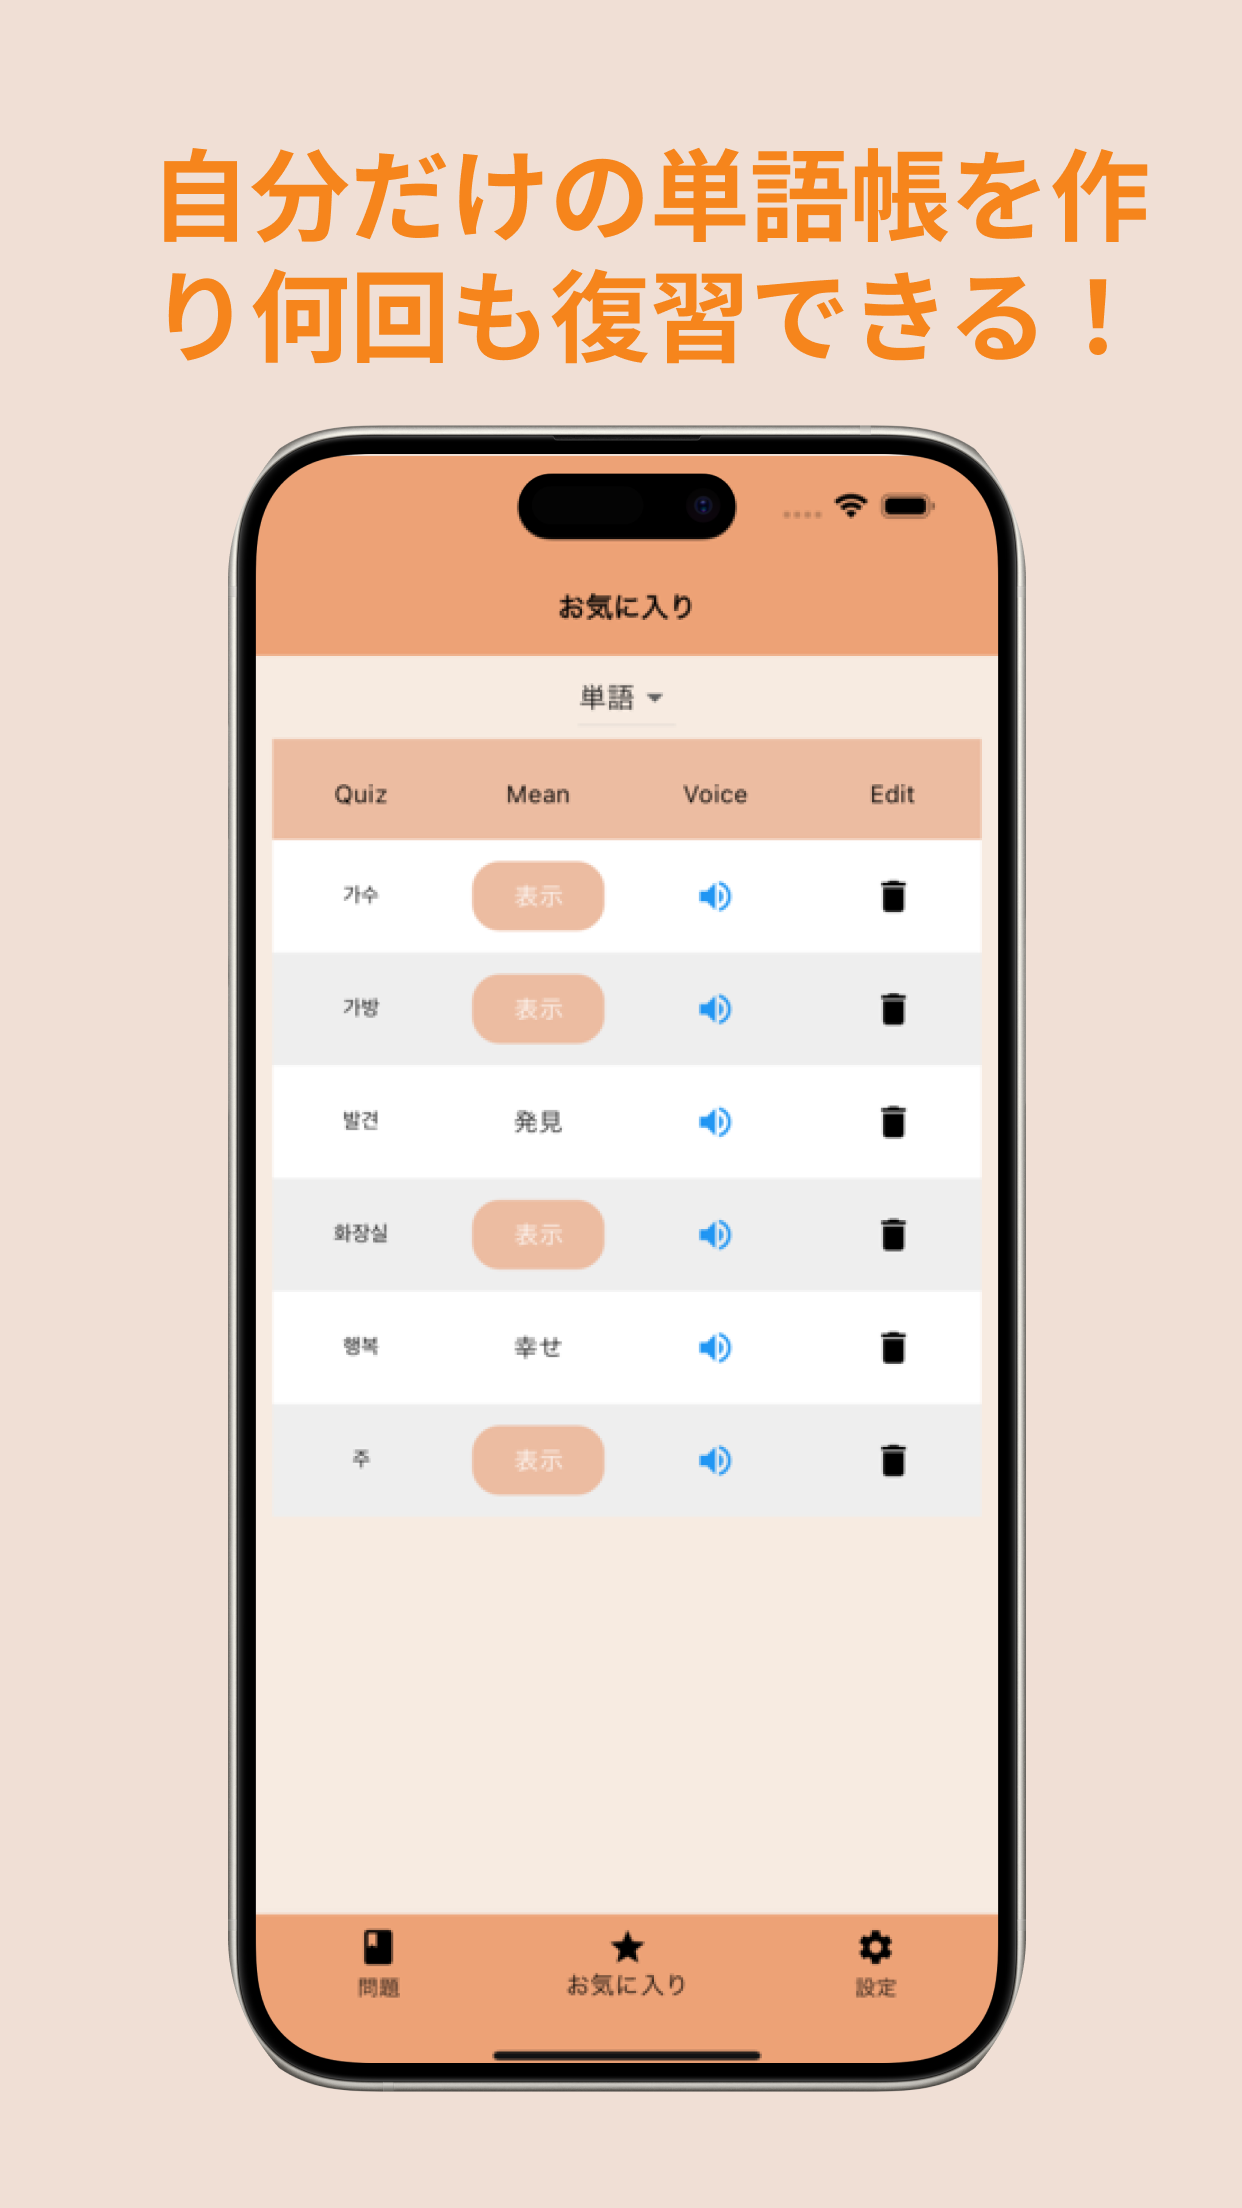 自分だけの単語帳を作
り何回も復習できる！
お気に入り
単語
Quiz Mean Voice Edit
가수 表示
가방 表示
발견 発見
화장실 表示
행복 幸せ
주 表示
問題 お気に入り 設定